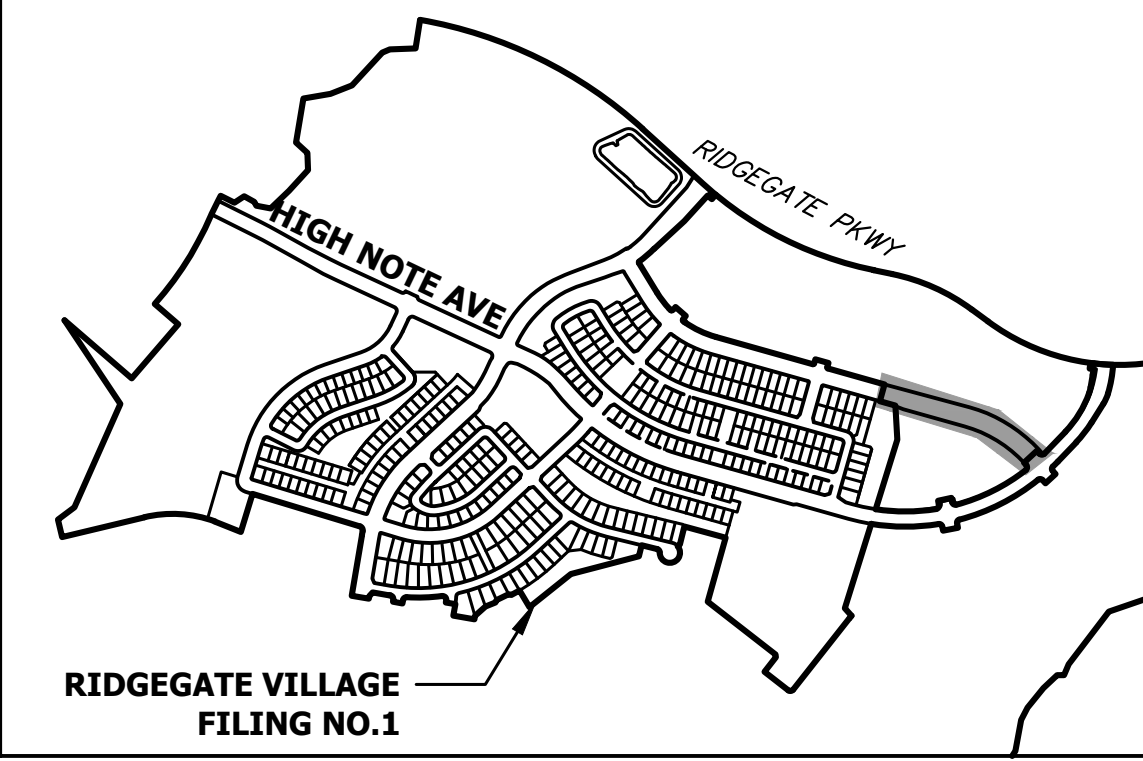 RIDGEGATE PKWY
HIGH NOTE AVE
RIDGEGATE VILLAGE
FILING NO.1